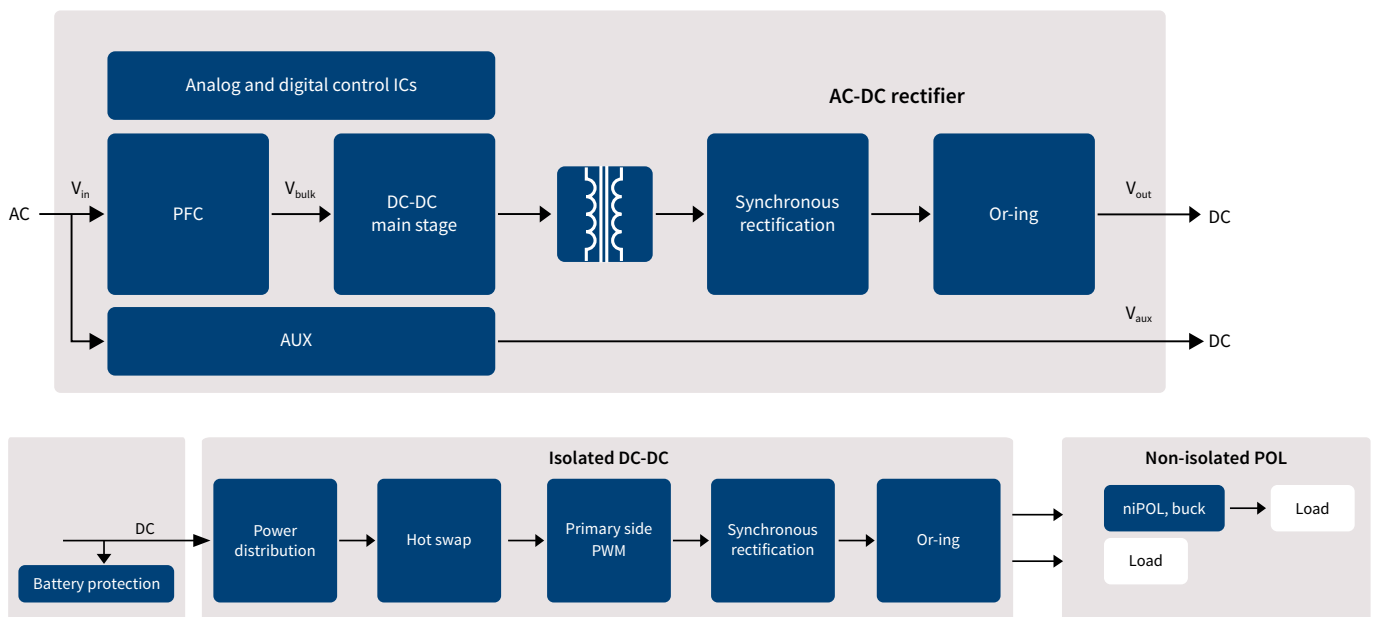 Analog and digital control ICs
AC-DC rectifier
AC
Vin
PFC
Vbulk
DC-DC
main stage
Synchronous
rectification
Or-ing
Vout
DC
AUX
Vaux
DC
DC
Battery protection
Isolated DC-DC
Power
distribution
Hot swap
Primary side
PWM
Synchronous
rectification
Or-ing
Non-isolated POL
niPOL, buck
Load
Load